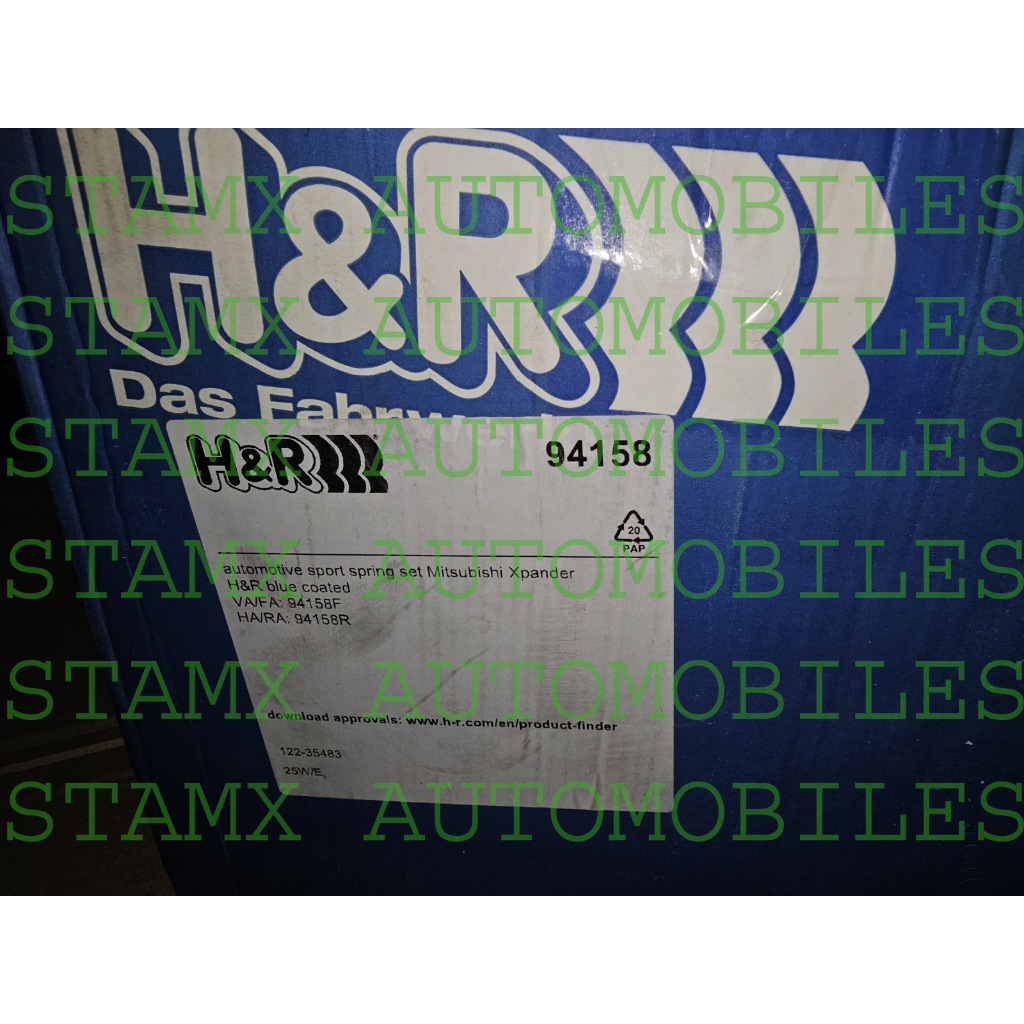 H&R
STAMX AUTOMOBILES
STAMX AUTOMOBILES
Das Fahrwerk
STAMX AUTOMOBILES
H&R
94158
20
PAP
STAMX AUTOMOBILES
automotive sport spring set Mitsubishi Xpander
H&R blue coated
VA/FA: 94158F
HA/RA: 94158R
STAMX AUTOMOBILES
download approvals: www.h-r.com/en/product-finder
122-35483
25W/E
STAMX AUTOMOBILES